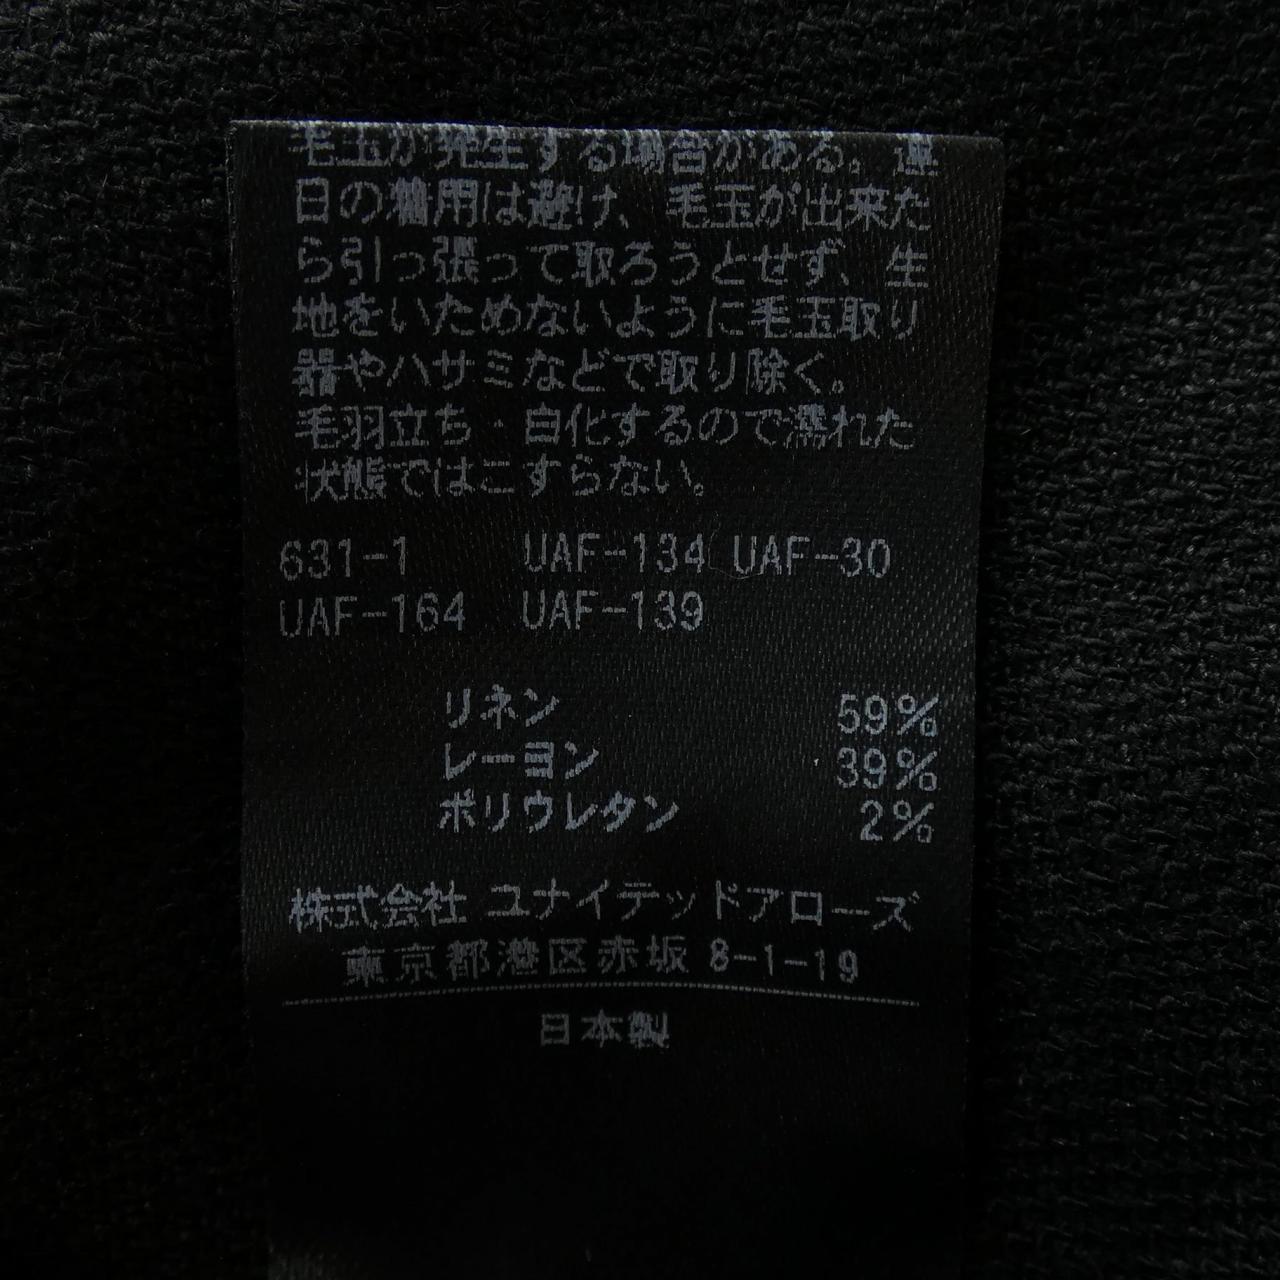 毛玉が発生する場合がある。連
日の着用は避け、毛玉が出来た
ら引っ張って取ろうとせず、生
地をいためないように毛玉取り
器やハサミなどで取り除く。
毛羽立ち・白化するので濡れた
状態ではこすらない。
631-1 UAF-134 UAF-30
UAF-164 UAF-139
リネン 59%
レーヨン 39%
ポリウレタン 2%
株式会社 ユナイテッドアローズ
東京都港区赤坂 8-1-19
日本製